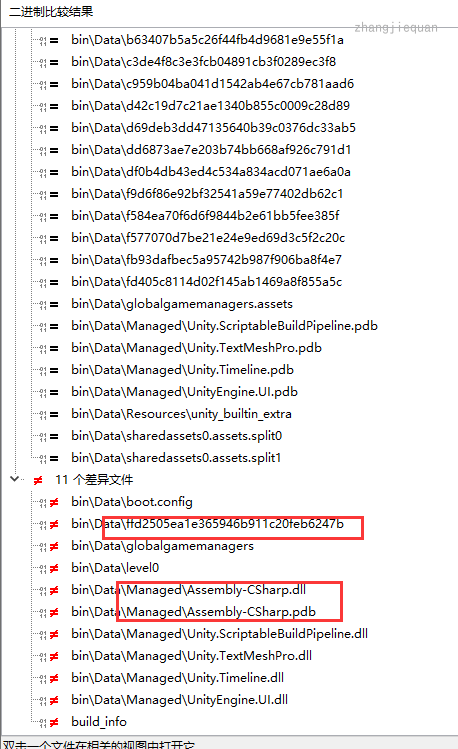 二进制比较结果
zhangjiequan
= bin\Data\b63407b5a5c26f44fb4d9681e9e55f1a
= bin\Data\c3de4f8c3e3fcb04891cb3f0289ec3f8
= bin\Data\c959b04ba041d1542ab4e67cb781aad6
= bin\Data\d42c19d7c21ae1340b855c0009c28d89
= bin\Data\d69deb3dd47135640b39c0376dc33ab5
= bin\Data\dd6873ae7e203b74bb668af926c791d1
= bin\Data\df0b4db43ed4c534a834acd071ae6a0a
= bin\Data\f9d6f86e92bf32541a59e77402db62c1
= bin\Data\f584ea70f6d6f9844b2e61bb5fee385f
= bin\Data\f577070d7be21e24e9ed69d3c5f2c20c
= bin\Data\fb93dafbec5a95742b987f906ba8f4e7
= bin\Data\fd405c8114d02f145ab1469a8f855a5c
= bin\Data\globalgamemanagers.assets
= bin\Data\Managed\Unity.ScriptableBuildPipeline.pdb
= bin\Data\Managed\Unity.TextMeshPro.pdb
= bin\Data\Managed\Unity.Timeline.pdb
= bin\Data\Managed\UnityEngine.UI.pdb
= bin\Data\Resources\unity_builtin_extra
= bin\Data\sharedassets0.assets.split0
= bin\Data\sharedassets0.assets.split1
≠ 11 个差异文件
≠ bin\Data\boot.config
≠ bin\Data\ffd2505ea1e365946b911c20feb6247b
≠ bin\Data\globalgamemanagers
≠ bin\Data\level0
≠ bin\Data\Managed\Assembly-CSharp.dll
≠ bin\Data\Managed\Assembly-CSharp.pdb
≠ bin\Data\Managed\Unity.ScriptableBuildPipeline.dll
≠ bin\Data\Managed\Unity.TextMeshPro.dll
≠ bin\Data\Managed\Unity.Timeline.dll
≠ bin\Data\Managed\UnityEngine.UI.dll
≠ build_info
双击一个文件在相关的视图中打开它